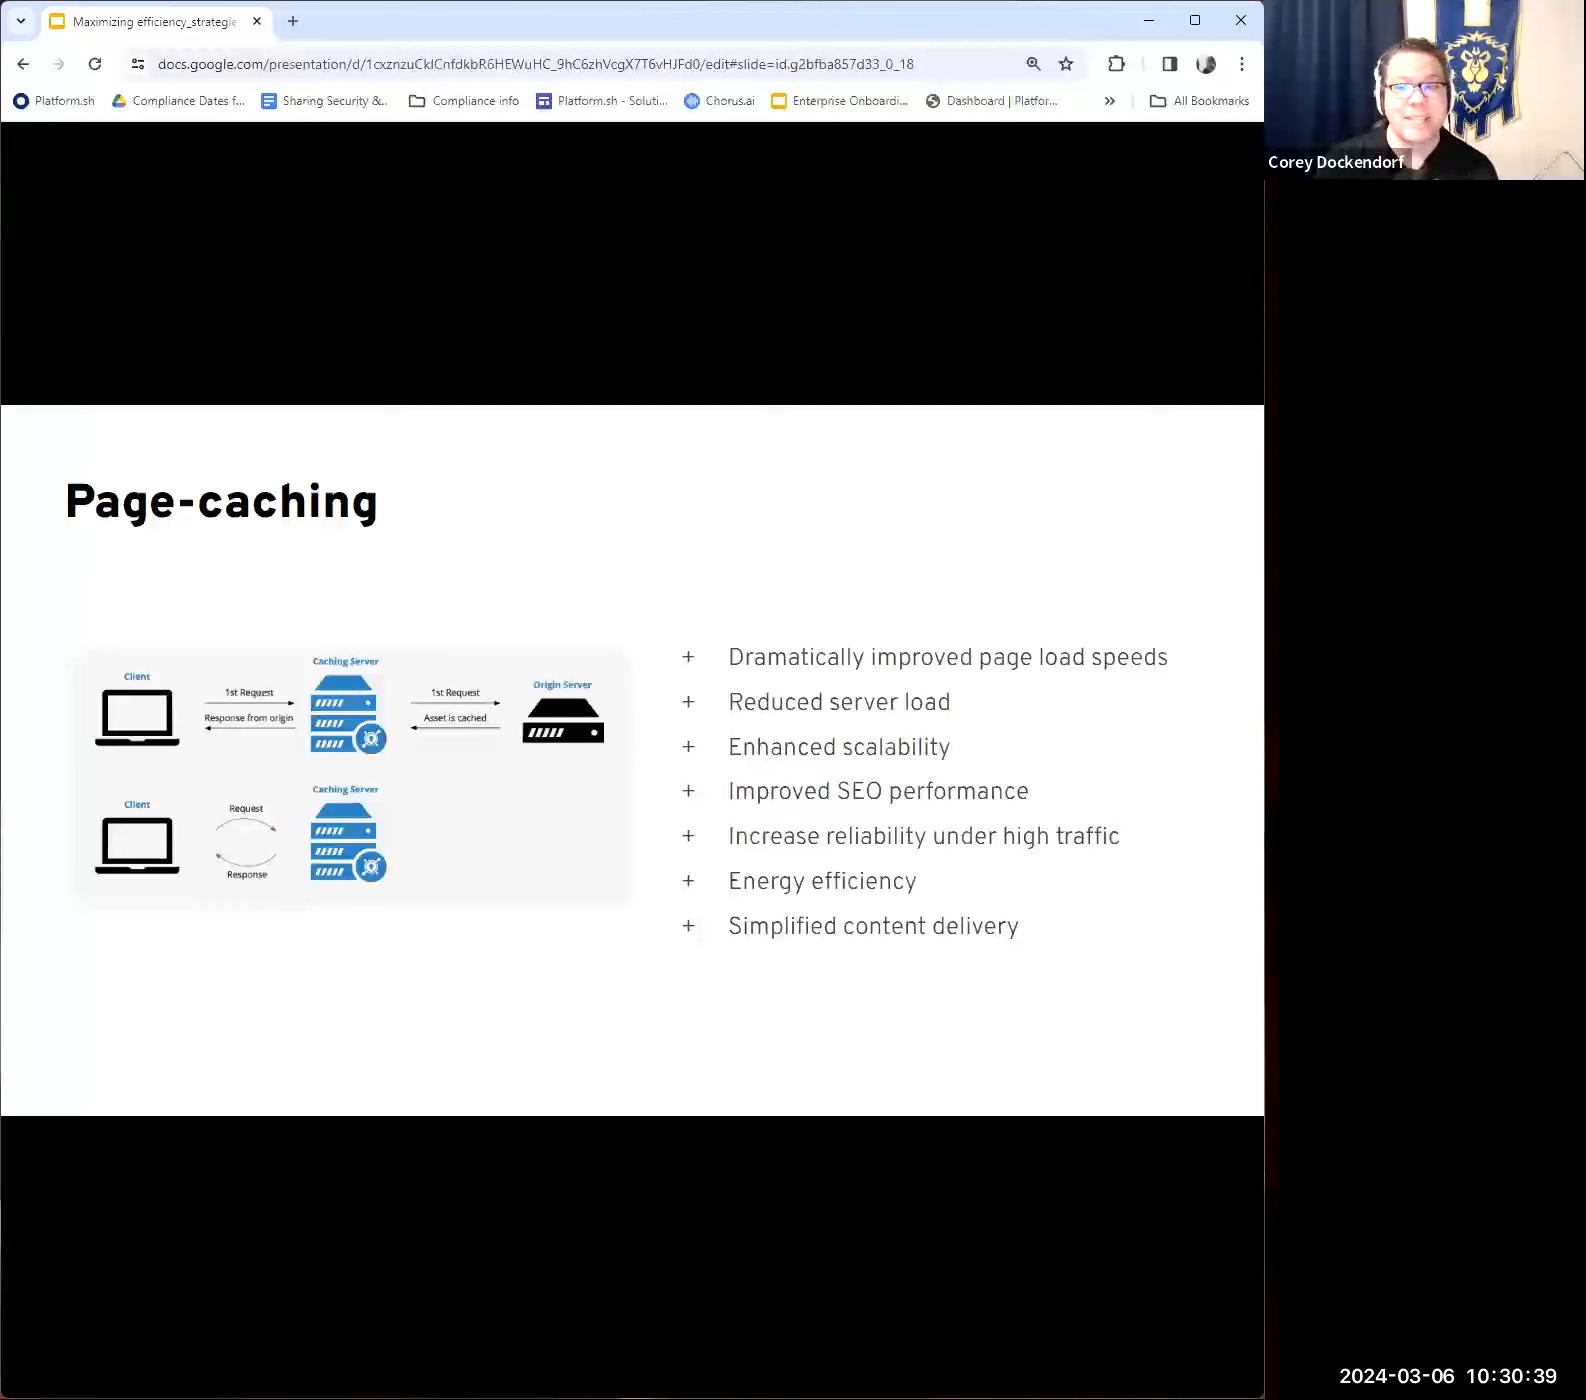 Maximizing efficiency_strategie
docs.google.com/presentation/d/1cxznzuCkICnfdkbR6HEWuHC_9hC6zhVcgX7T6vHJFd0/edit#slide=id.g2bfba857d33_0_18
Platform.sh
Compliance Dates f...
Sharing Security &...
Compliance info
Platform.sh - Soluti...
Chorus.ai
Enterprise Onboardi...
Dashboard | Platfor...
All Bookmarks
Corey Dockendorf
Page-caching
Client
1st Request
Response from origin
Caching Server
1st Request
Asset is cached
Origin Server
Client
Request
Response
Caching Server
+ Dramatically improved page load speeds
+ Reduced server load
+ Enhanced scalability
+ Improved SEO performance
+ Increase reliability under high traffic
+ Energy efficiency
+ Simplified content delivery
2024-03-06 10:30:39